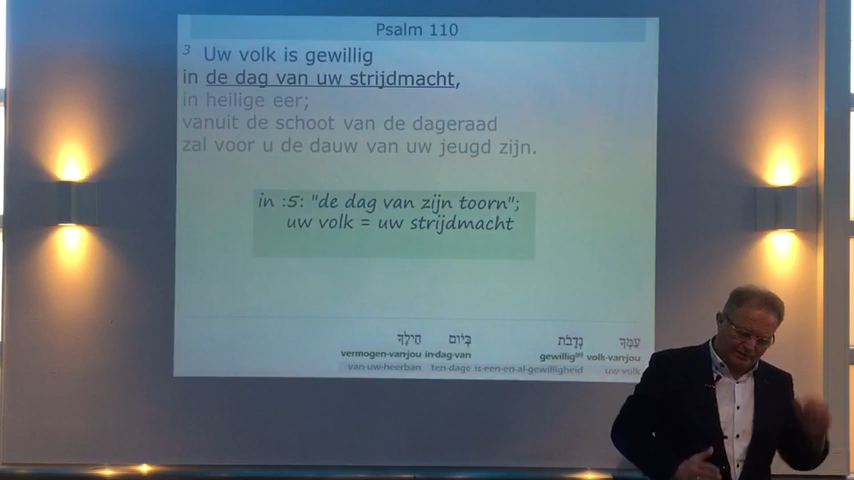 Psalm 110
3 Uw volk is gewillig
in de dag van uw strijdmacht,
in heilige eer;
vanuit de schoot van de dageraad
zal voor u de dauw van uw jeugd zijn.
in :5: "de dag van zijn toorn";
uw volk = uw strijdmacht
עַמְּךָ נְדָבֹת בְּיוֹם חֵילֶךָ
vermogen-van-jou in-dag-van gewillig volk-van-jou
van-uw-heerban ten-dage is-een-en-al-gewilligheid uw-volk